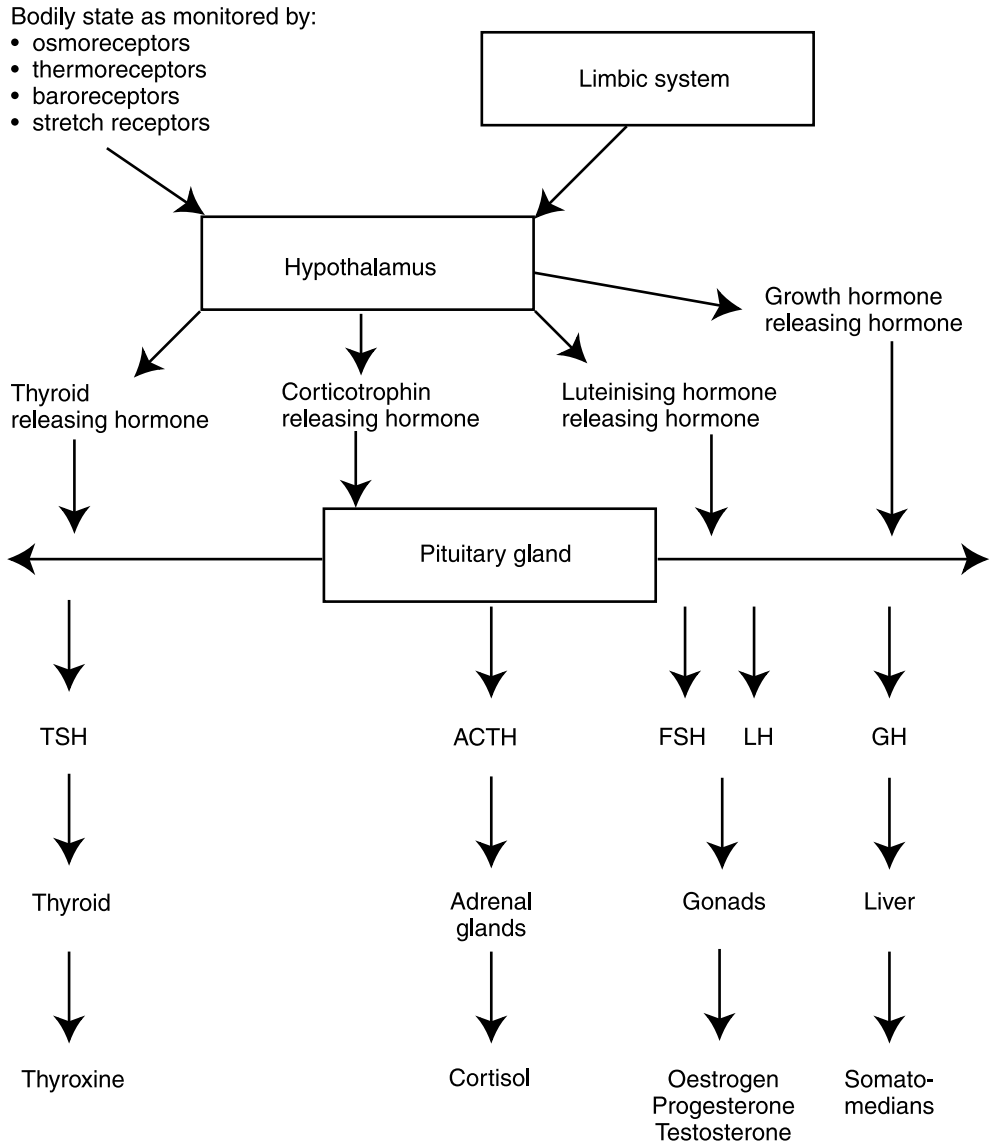 Bodily state as monitored by:
• osmoreceptors
• thermoreceptors
• baroreceptors
• stretch receptors
Limbic system
Hypothalamus
Growth hormone
releasing hormone
Thyroid
releasing hormone
Corticotrophin
releasing hormone
Luteinising hormone
releasing hormone
Pituitary gland
TSH
ACTH
FSH
LH
GH
Thyroid
Adrenal
glands
Gonads
Liver
Thyroxine
Cortisol
Oestrogen
Progesterone
Testosterone
Somato-
medians